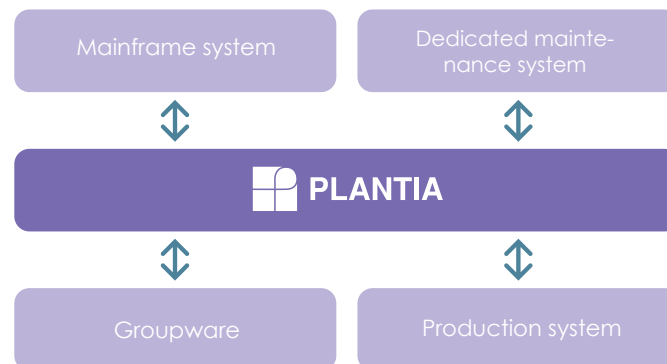 Mainframe system
Dedicated mainte-
nance system
PLANTIA
Groupware
Production system